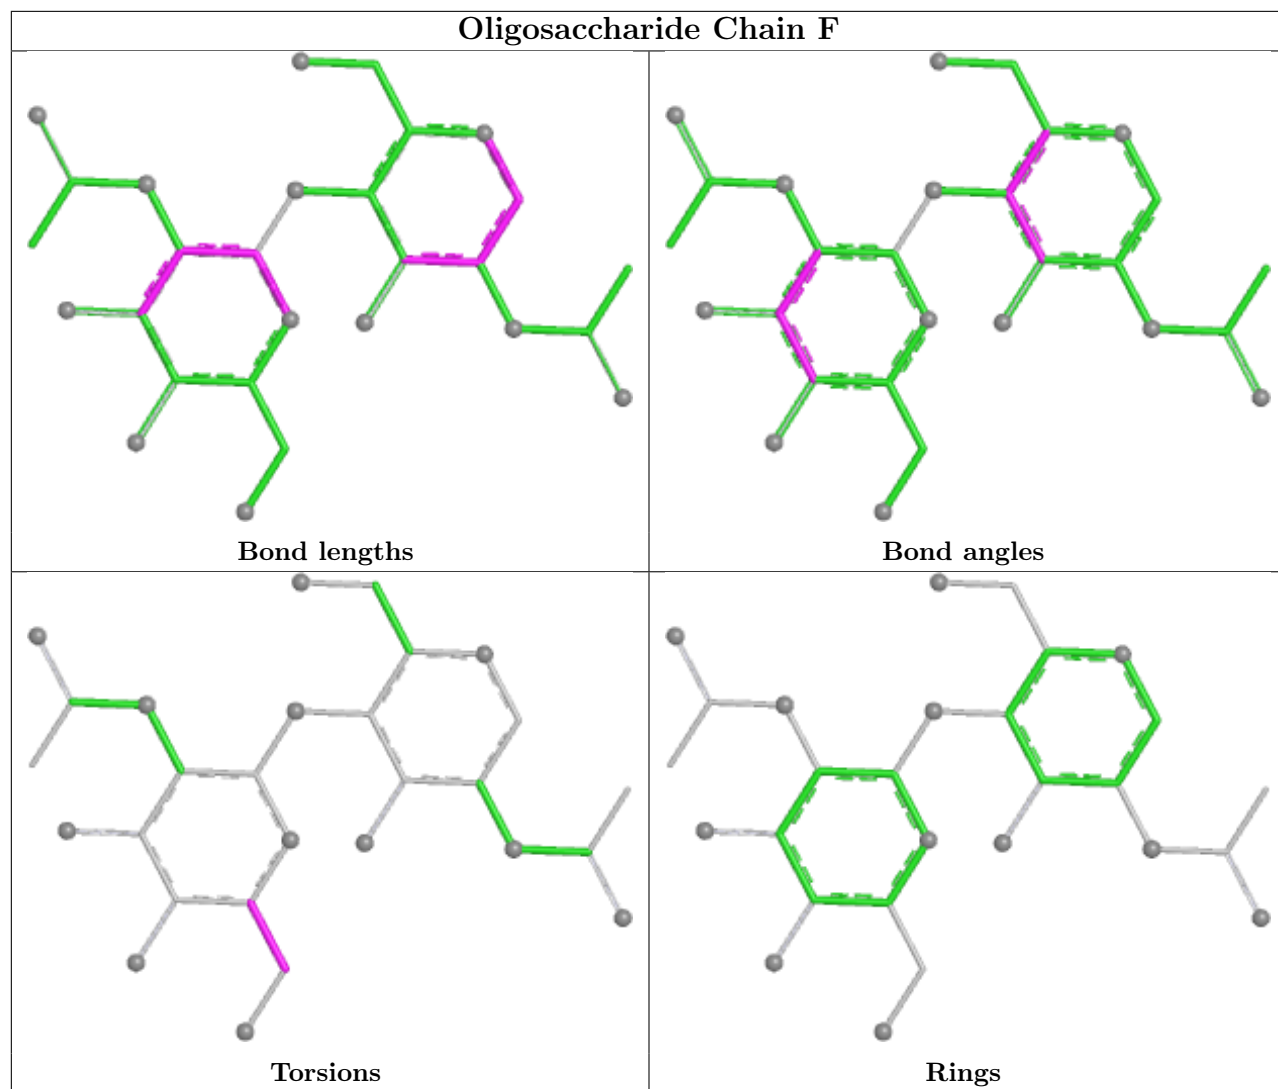 Oligosaccharide Chain F
Bond lengths
Bond angles
Torsions
Rings